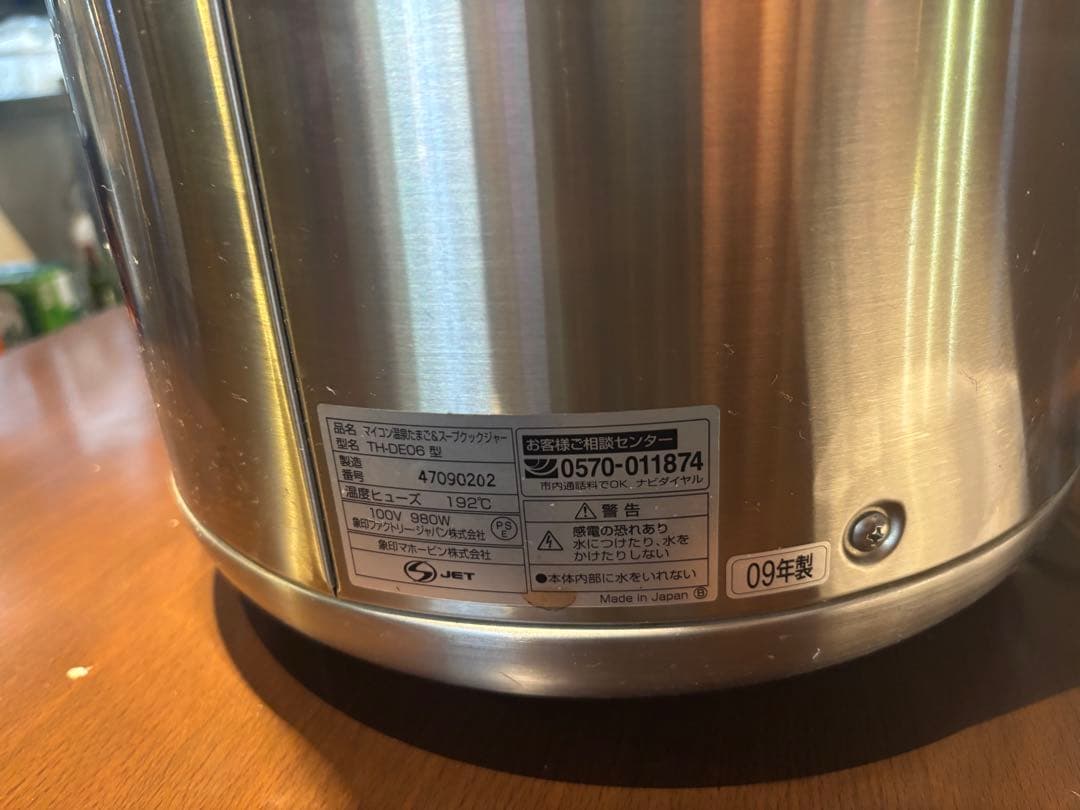 品名 マイコン温泉たまご&スープクックジャー
型名 TH-DE06 型
製造
番号 47090202
温度ヒューズ 192℃
100V 980W
象印ファクトリー・ジャパン株式会社
PS
E
象印マホービン株式会社
S JET
お客様ご相談センター
0570-011874
市内通話料でOK ナビダイヤル
警告
感電の恐れあり
水につけたり、水を
かけたりしない
●本体内部に水をいれない
Made in Japan Ⓑ
09年製